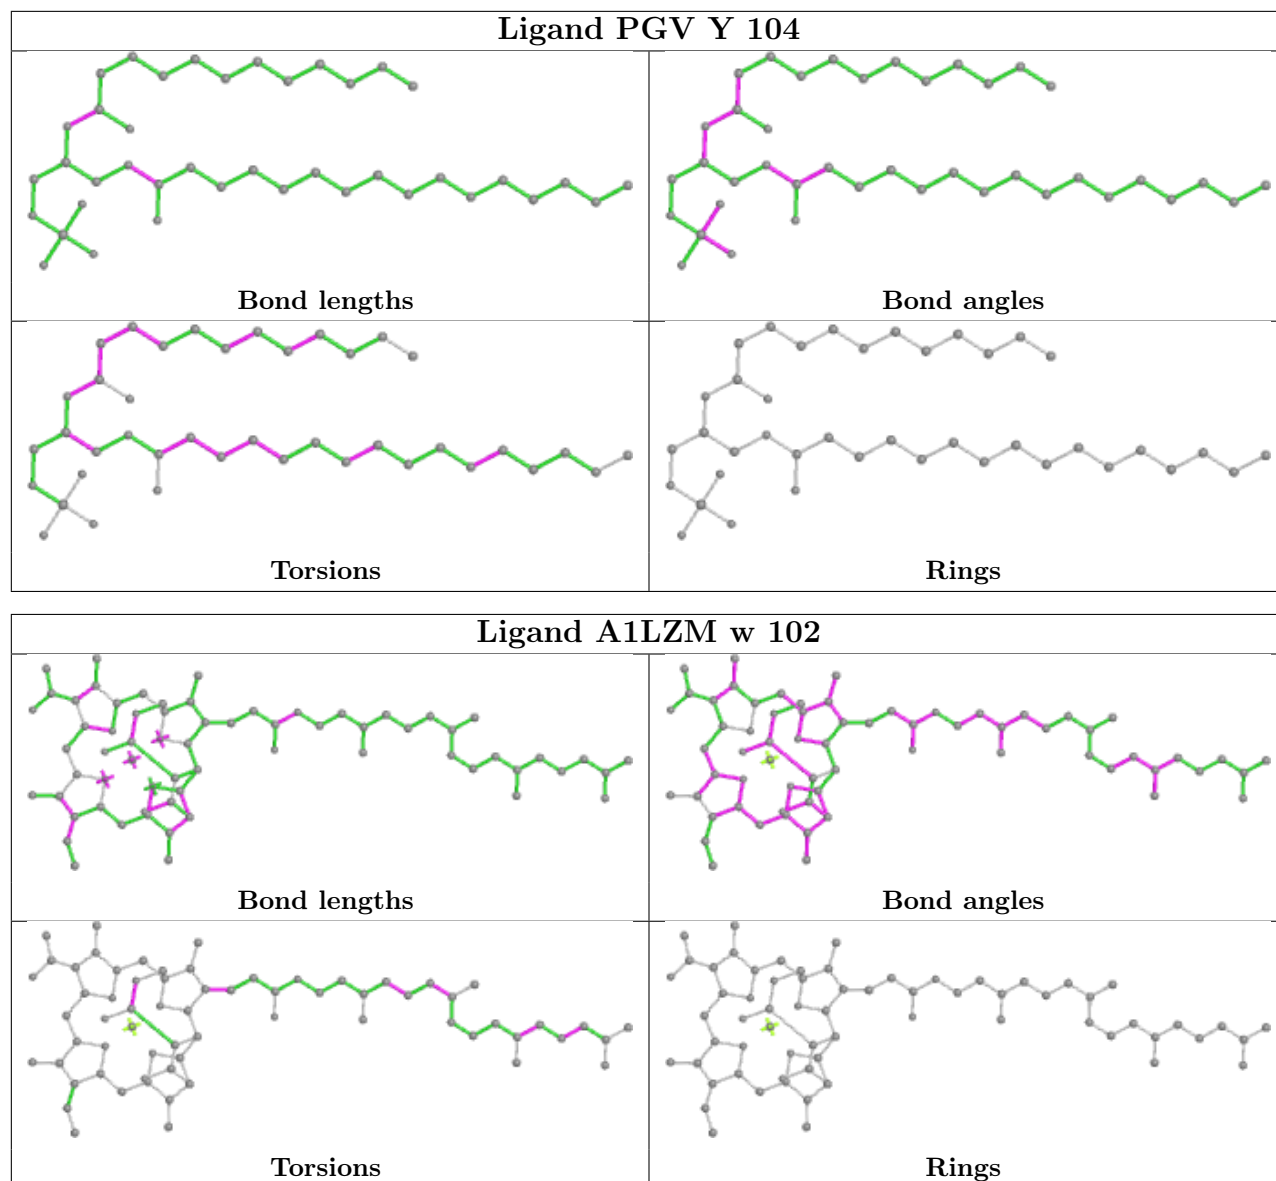 Ligand PGV Y 104
Bond lengths
Bond angles
Torsions
Rings
Ligand A1LZM w 102
Bond lengths
Bond angles
Torsions
Rings